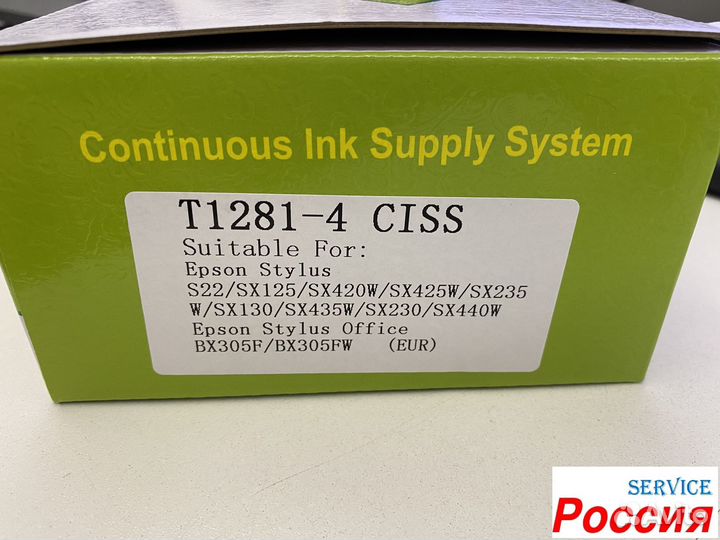 Continuous Ink Supply System
T1281-4 CISS
Suitable For:
Epson Stylus
S22/SX125/SX420W/SX425W/SX235
W/SX130/SX435W/SX230/SX440W
Epson Stylus Office
BX305F/BX305FW (EUR)
SERVICE
Россия
Avito